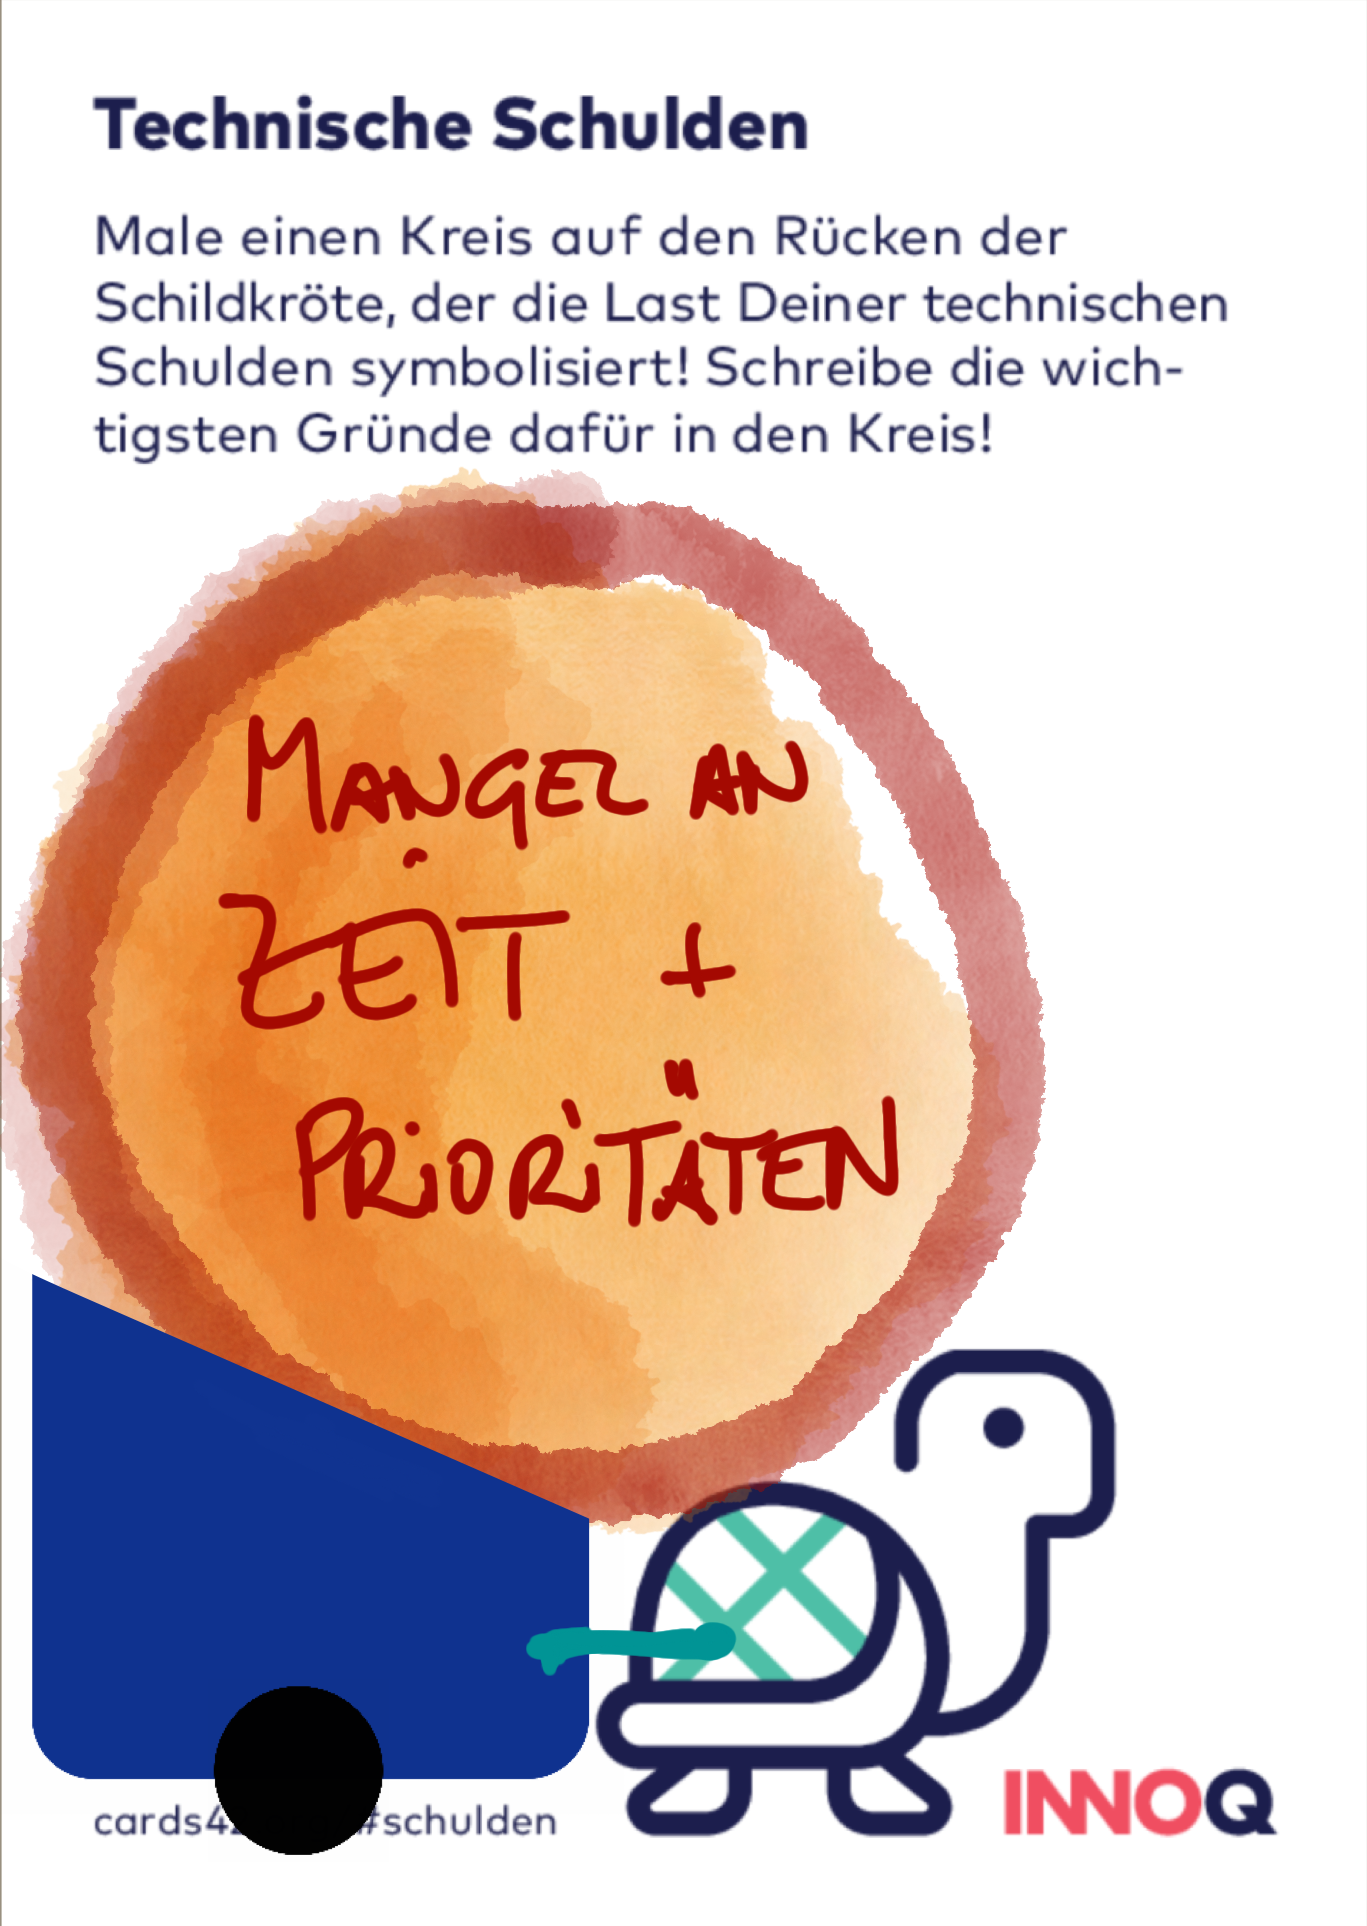 Technische Schulden
Male einen Kreis auf den Rücken der
Schildkröte, der die Last Deiner technischen
Schulden symbolisiert! Schreibe die wich-
tigsten Gründe dafür in den Kreis!
MANGEL AN
ZEIT +
PRIORITÄTEN
#schulden
INNOQ